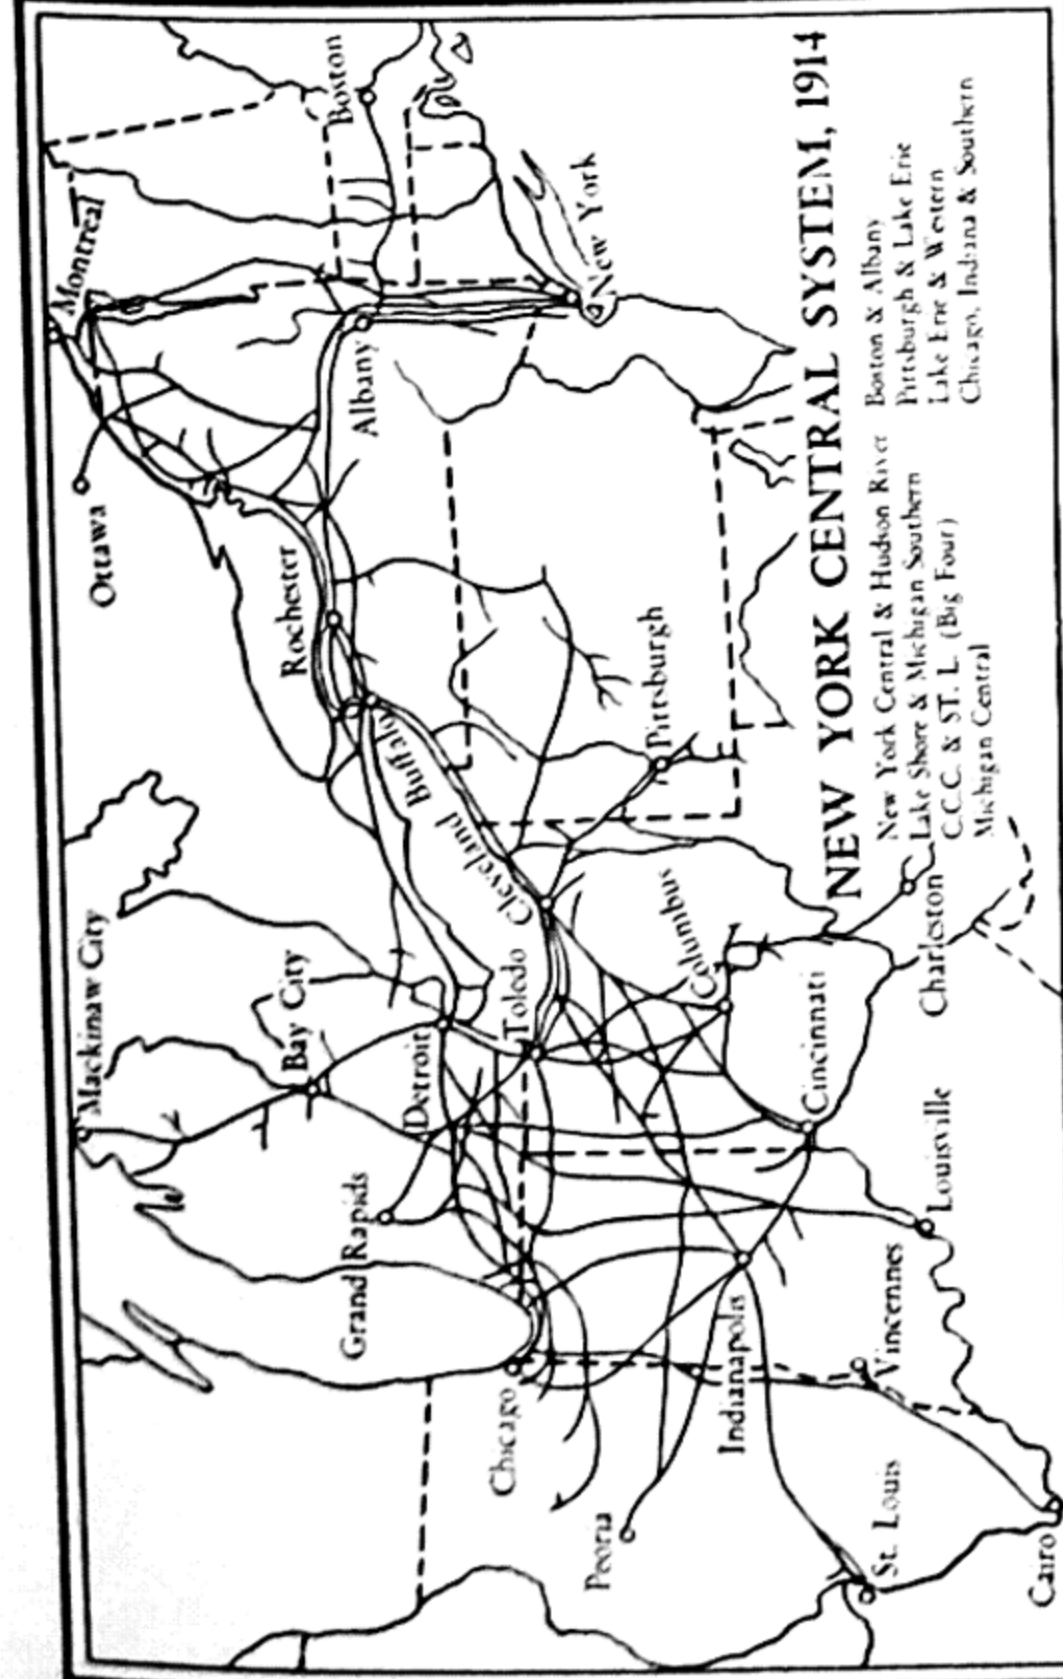 Mackinaw City
Montreal
Ottawa
Boston
Bay City
Rochester
Albany
Grand Rapids
Detroit
Buffalo
Cleveland
Toledo
New York
Chicago
Pittsburgh
Columbus
Peoria
Indianapolis
Cincinnati
St. Louis
Vincennes
Louisville
Charleston
Cairo
NEW YORK CENTRAL SYSTEM, 1914
New York Central & Hudson River
Lake Shore & Michigan Southern
C.C.C. & ST. L. (Big Four)
Michigan Central
Boston & Albany
Pittsburgh & Lake Erie
Lake Erie & Western
Chicago, Indiana & Southern